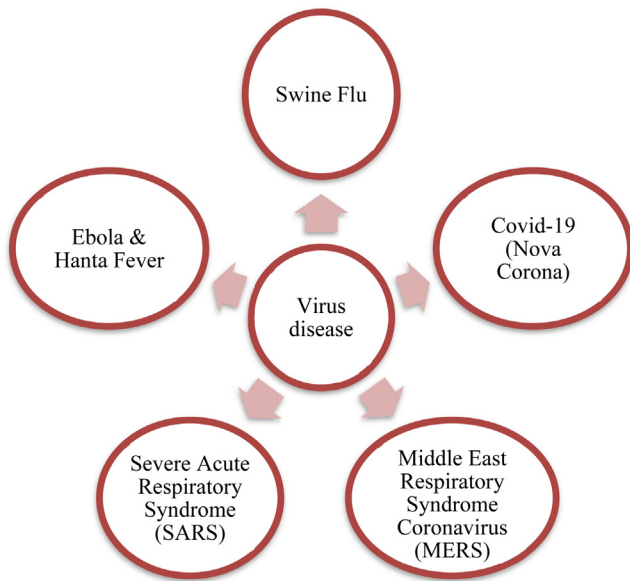 Swine Flu
Ebola &
Hanta Fever
Covid-19
(Nova
Corona)
Virus
disease
Severe Acute
Respiratory
Syndrome
(SARS)
Middle East
Respiratory
Syndrome
Coronavirus
(MERS)